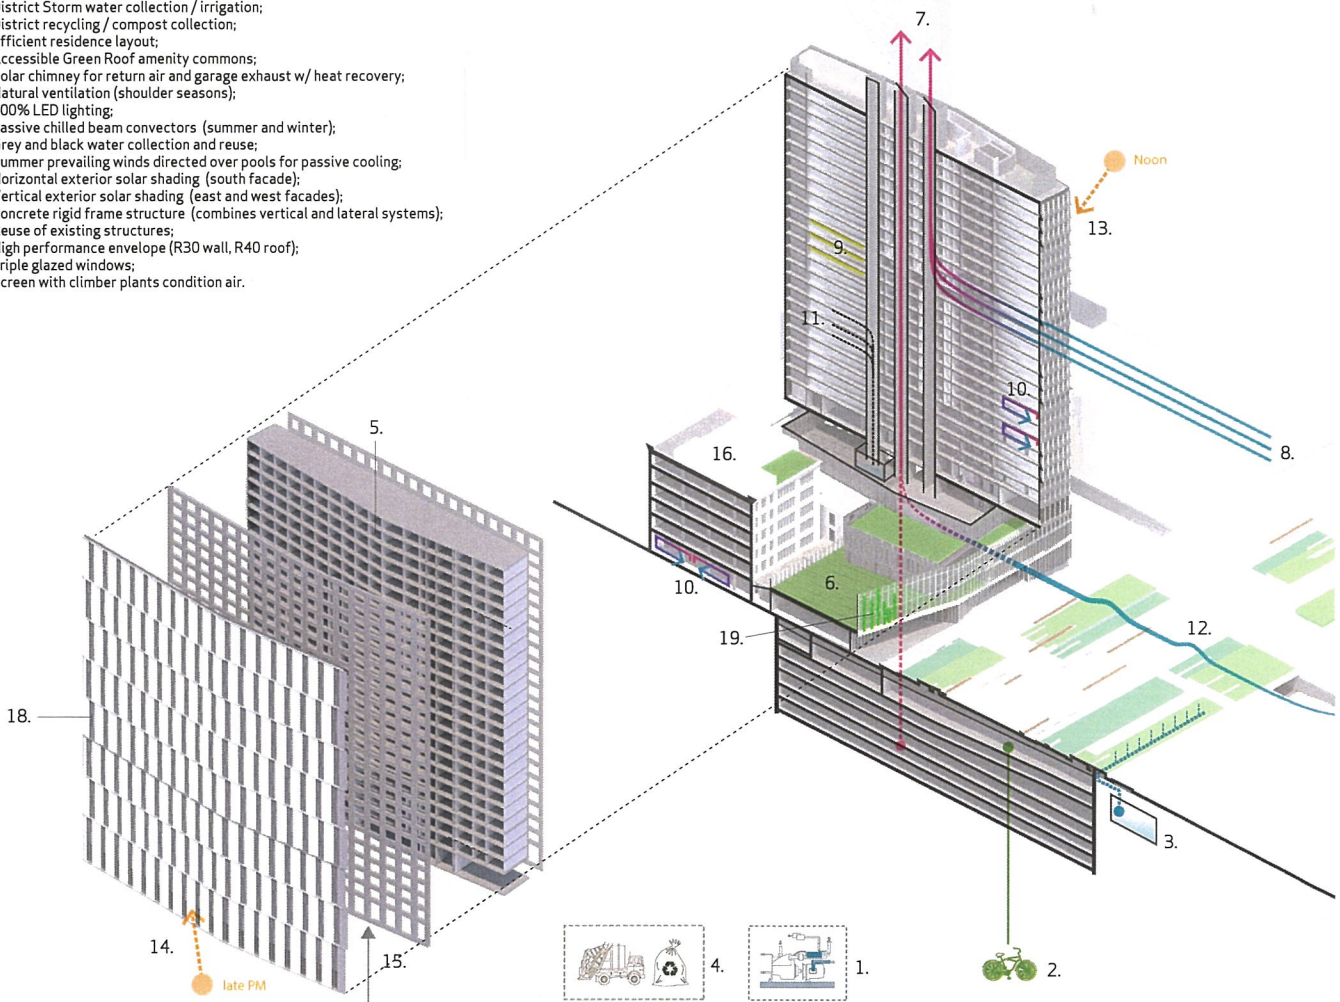 istrict Storm water collection / irrigation;
istrict recycling / compost collection;
fficient residence layout;
ccessible Green Roof amenity commons;
olar chimney for return air and garage exhaust w/ heat recovery;
atural ventilation (shoulder seasons);
00% LED lighting;
assive chilled beam convectors (summer and winter);
rey and black water collection and reuse;
ummer prevailing winds directed over pools for passive cooling;
orizontal exterior solar shading (south facade);
ertical exterior solar shading (east and west facades);
oncrete rigid frame structure (combines vertical and lateral systems);
euse of existing structures;
igh performance envelope (R30 wall, R40 roof);
riple glazed windows;
creen with climber plants condition air.
7.
Noon
13.
9.
11.
10.
8.
5.
16.
6.
10.
19.
12.
18.
3.
14.
15.
late PM
4.
1.
2.